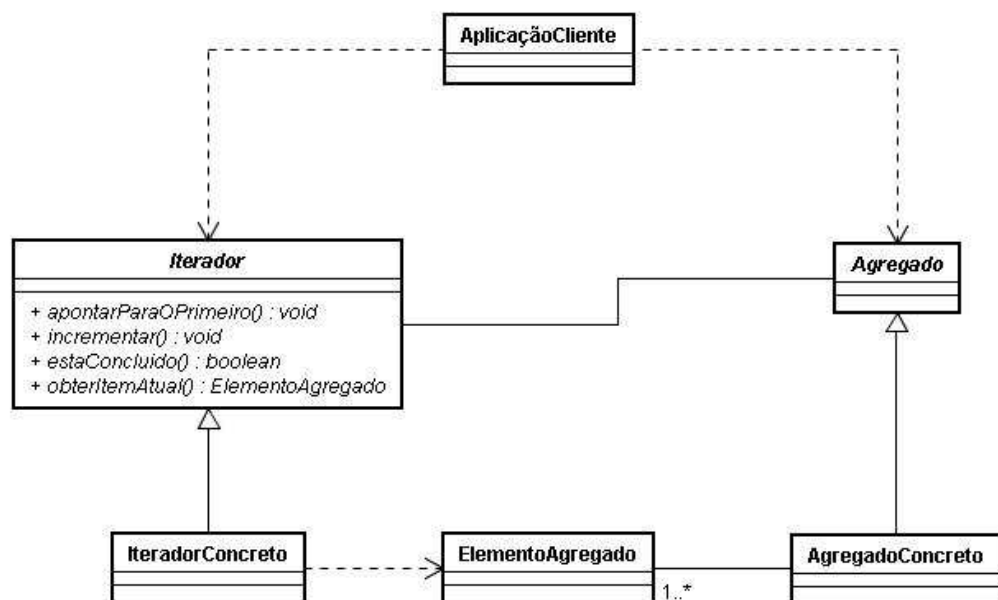 AplicaçãoCliente
Iterador
+ apontarParaOPrimeiro() : void
+ incrementar() : void
+ estaConcluido() : boolean
+ obterItemAtual() : ElementoAgregado
Agregado
IteradorConcreto
ElementoAgregado
AgregadoConcreto
1..*